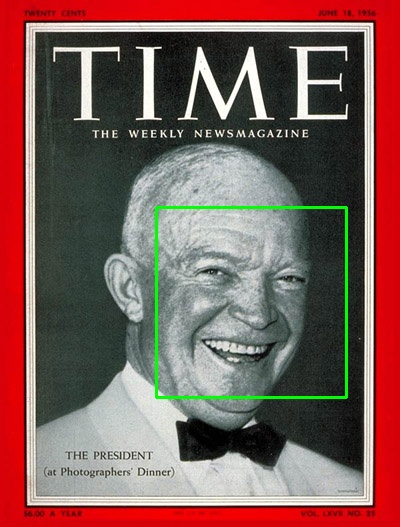 TWENTY CENTS
JUNE 18, 1956
TIME
THE WEEKLY NEWSMAGAZINE
THE PRESIDENT
(at Photographers' Dinner)
$6.00 A YEAR
VOL. LXVII NO. 25